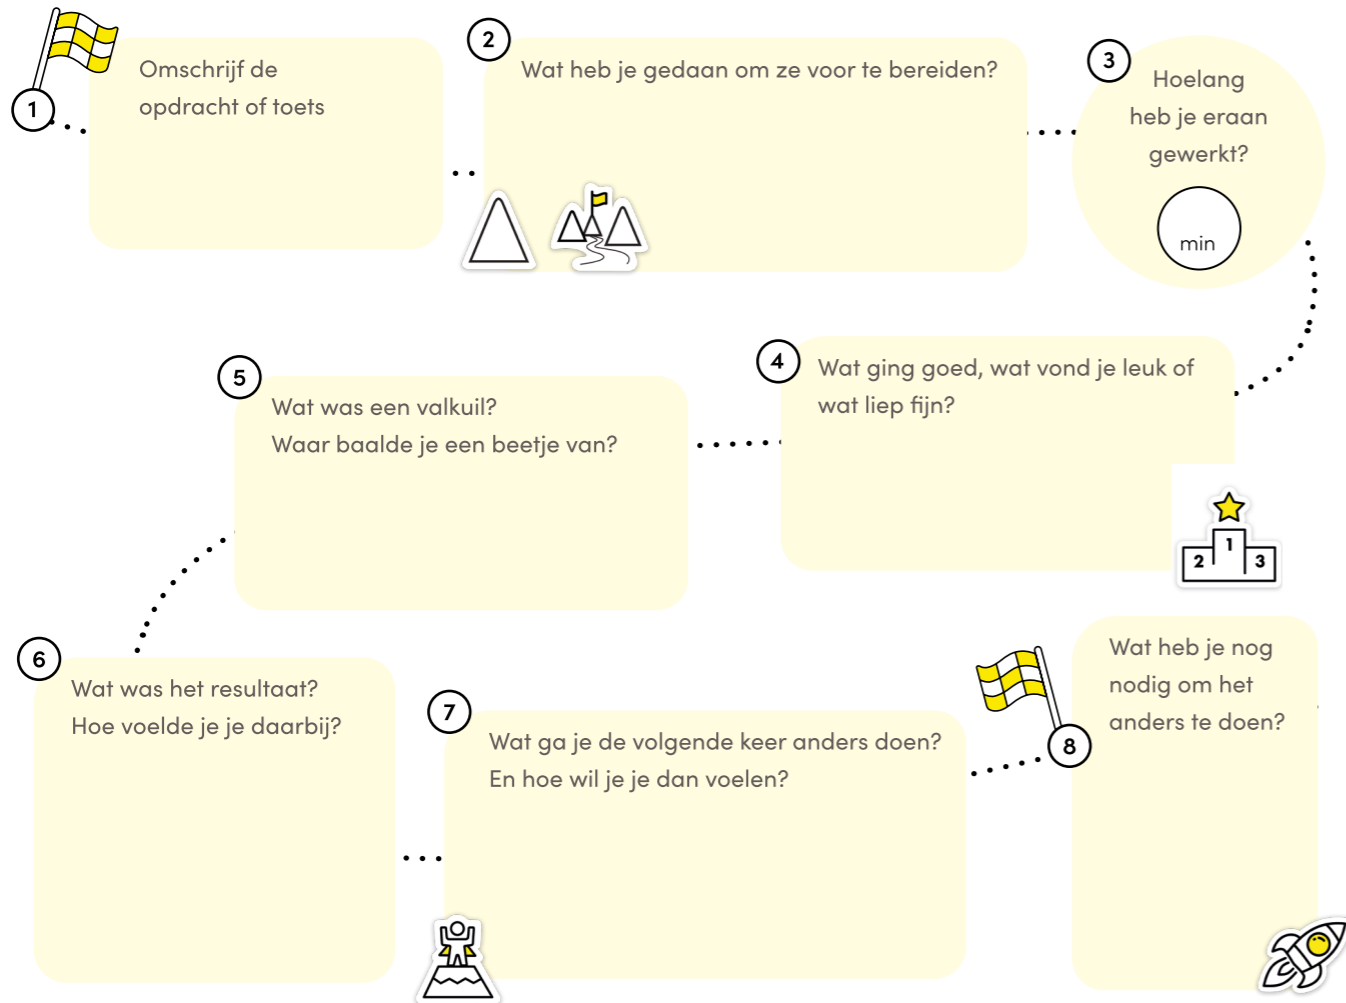 1
Omschrijf de
opdracht of toets
2
Wat heb je gedaan om ze voor te bereiden?
3
Hoelang
heb je eraan
gewerkt?
min
4
Wat ging goed, wat vond je leuk of
wat liep fijn?
2 1 3
5
Wat was een valkuil?
Waar baalde je een beetje van?
6
Wat was het resultaat?
Hoe voelde je je daarbij?
7
Wat ga je de volgende keer anders doen?
En hoe wil je je dan voelen?
8
Wat heb je nog
nodig om het
anders te doen?